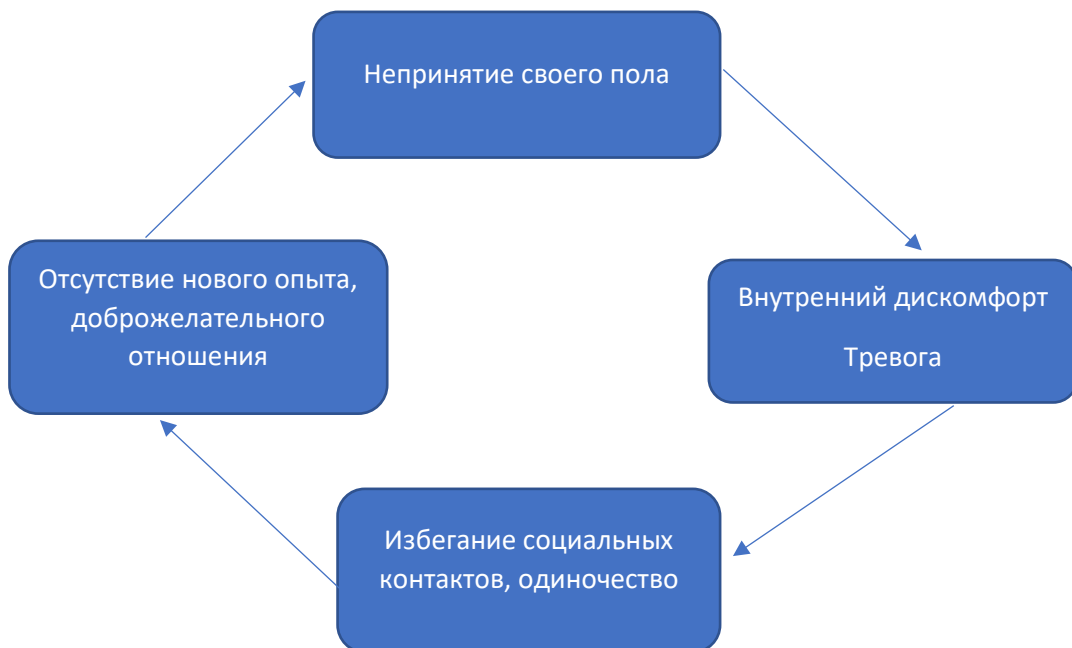 Непринятие своего пола
Отсутствие нового опыта,
доброжелательного
отношения
Внутренний дискомфорт
Тревога
Избегание социальных
контактов, одиночество